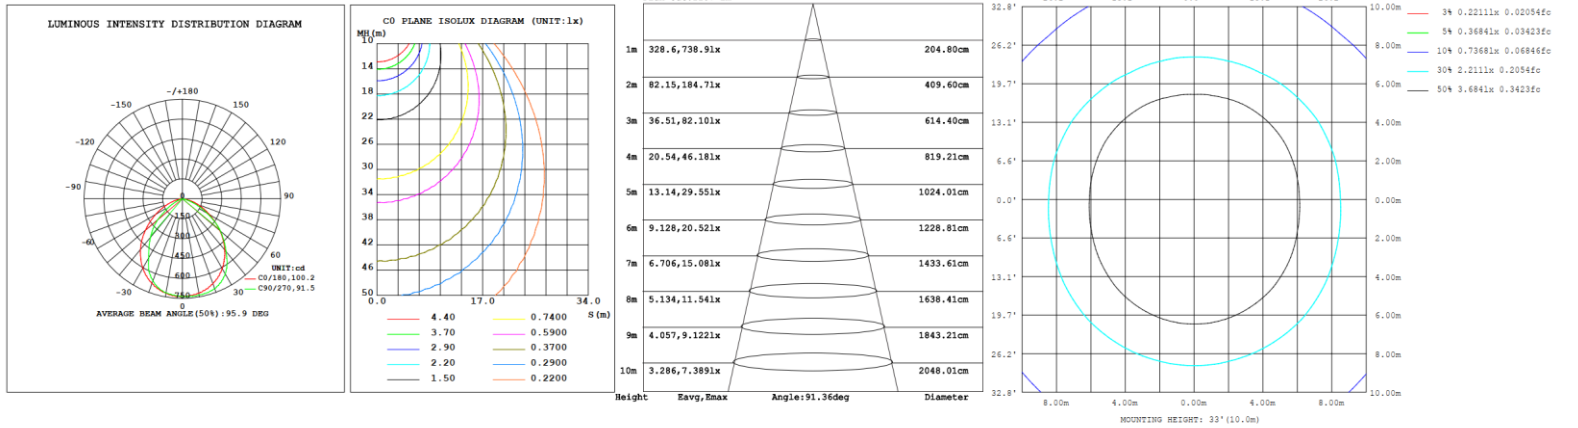 LUMINOUS INTENSITY DISTRIBUTION DIAGRAM
-/+180
-150 150
-120 120
-90 90
-60 60
-30 30
0
0
150
300
450
600
750
UNIT:cd
C0/180,100.2
C90/270,91.5
AVERAGE BEAM ANGLE(50%):95.9 DEG
C0 PLANE ISOLUX DIAGRAM (UNIT:lx)
MH(m)
10
14
18
22
26
30
34
38
42
46
50
0.0 17.0 34.0
S(m)
4.40 0.7400
3.70 0.5900
2.90 0.3700
2.20 0.2900
1.50 0.2200
1m 328.6,738.9lx 204.80cm
2m 82.15,184.7lx 409.60cm
3m 36.51,82.10lx 614.40cm
4m 20.54,46.18lx 819.21cm
5m 13.14,29.55lx 1024.01cm
6m 9.128,20.52lx 1228.81cm
7m 6.706,15.08lx 1433.61cm
8m 5.134,11.54lx 1638.41cm
9m 4.057,9.122lx 1843.21cm
10m 3.286,7.389lx 2048.01cm
Height Eavg,Emax Angle:91.36deg Diameter
32.8' 10.00m
26.2' 8.00m
19.7' 6.00m
13.1' 4.00m
6.6' 2.00m
0.0' 0.00m
6.6' 2.00m
13.1' 4.00m
19.7' 6.00m
26.2' 8.00m
32.8' 10.00m
8.00m 4.00m 0.00m 4.00m 8.00m
MOUNTING HEIGHT: 33'(10.0m)
3% 0.2211lx 0.02054fc
5% 0.3684lx 0.03423fc
10% 0.7368lx 0.06846fc
30% 2.211lx 0.2054fc
50% 3.684lx 0.3423fc